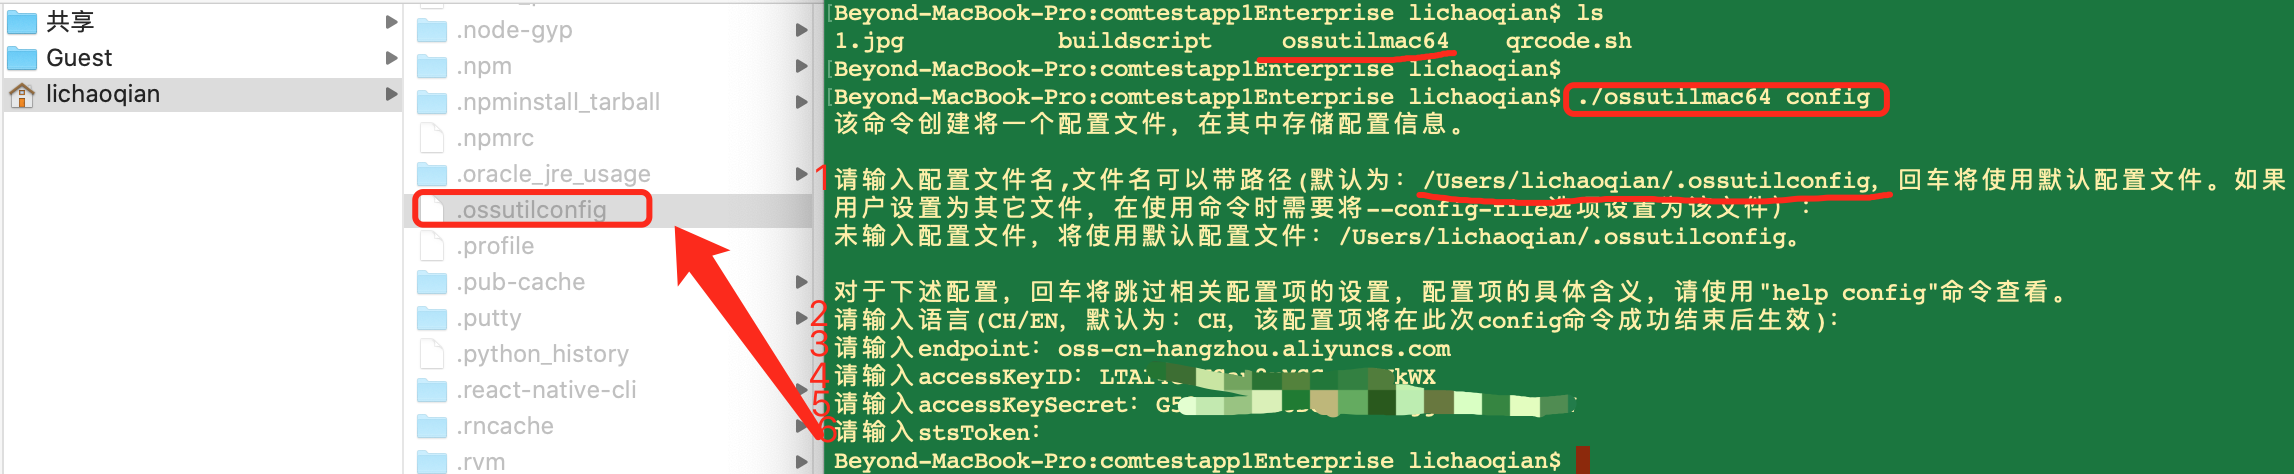 共享
Guest
lichaoqian
.node-gyp
.npm
.npminstall_tarball
.npmrc
.oracle_jre_usage
.ossutilconfig
.profile
.pub-cache
.putty
.python_history
.react-native-cli
.rncache
.rvm
[Beyond-MacBook-Pro:comtestapp1Enterprise lichaoqian$ ls
1.jpg buildscript ossutilmac64 qrcode.sh
[Beyond-MacBook-Pro:comtestapp1Enterprise lichaoqian$
[Beyond-MacBook-Pro:comtestapp1Enterprise lichaoqian$ ./ossutilmac64 config
该命令创建将一个配置文件，在其中存储配置信息。
1 请输入配置文件名,文件名可以带路径(默认为：/Users/lichaoqian/.ossutilconfig，回车将使用默认配置文件。如果
用户设置为其它文件，在使用命令时需要将--config-file选项设置为该文件)：
未输入配置文件，将使用默认配置文件：/Users/lichaoqian/.ossutilconfig。
对于下述配置，回车将跳过相关配置项的设置，配置项的具体含义，请使用"help config"命令查看。
2 请输入语言(CH/EN，默认为：CH，该配置项将在此次config命令成功结束后生效)：
3 请输入endpoint：oss-cn-hangzhou.aliyuncs.com
4 请输入accessKeyID：LTAI kWX
5 请输入accessKeySecret：G5
6 请输入stsToken：
Beyond-MacBook-Pro:comtestapp1Enterprise lichaoqian$